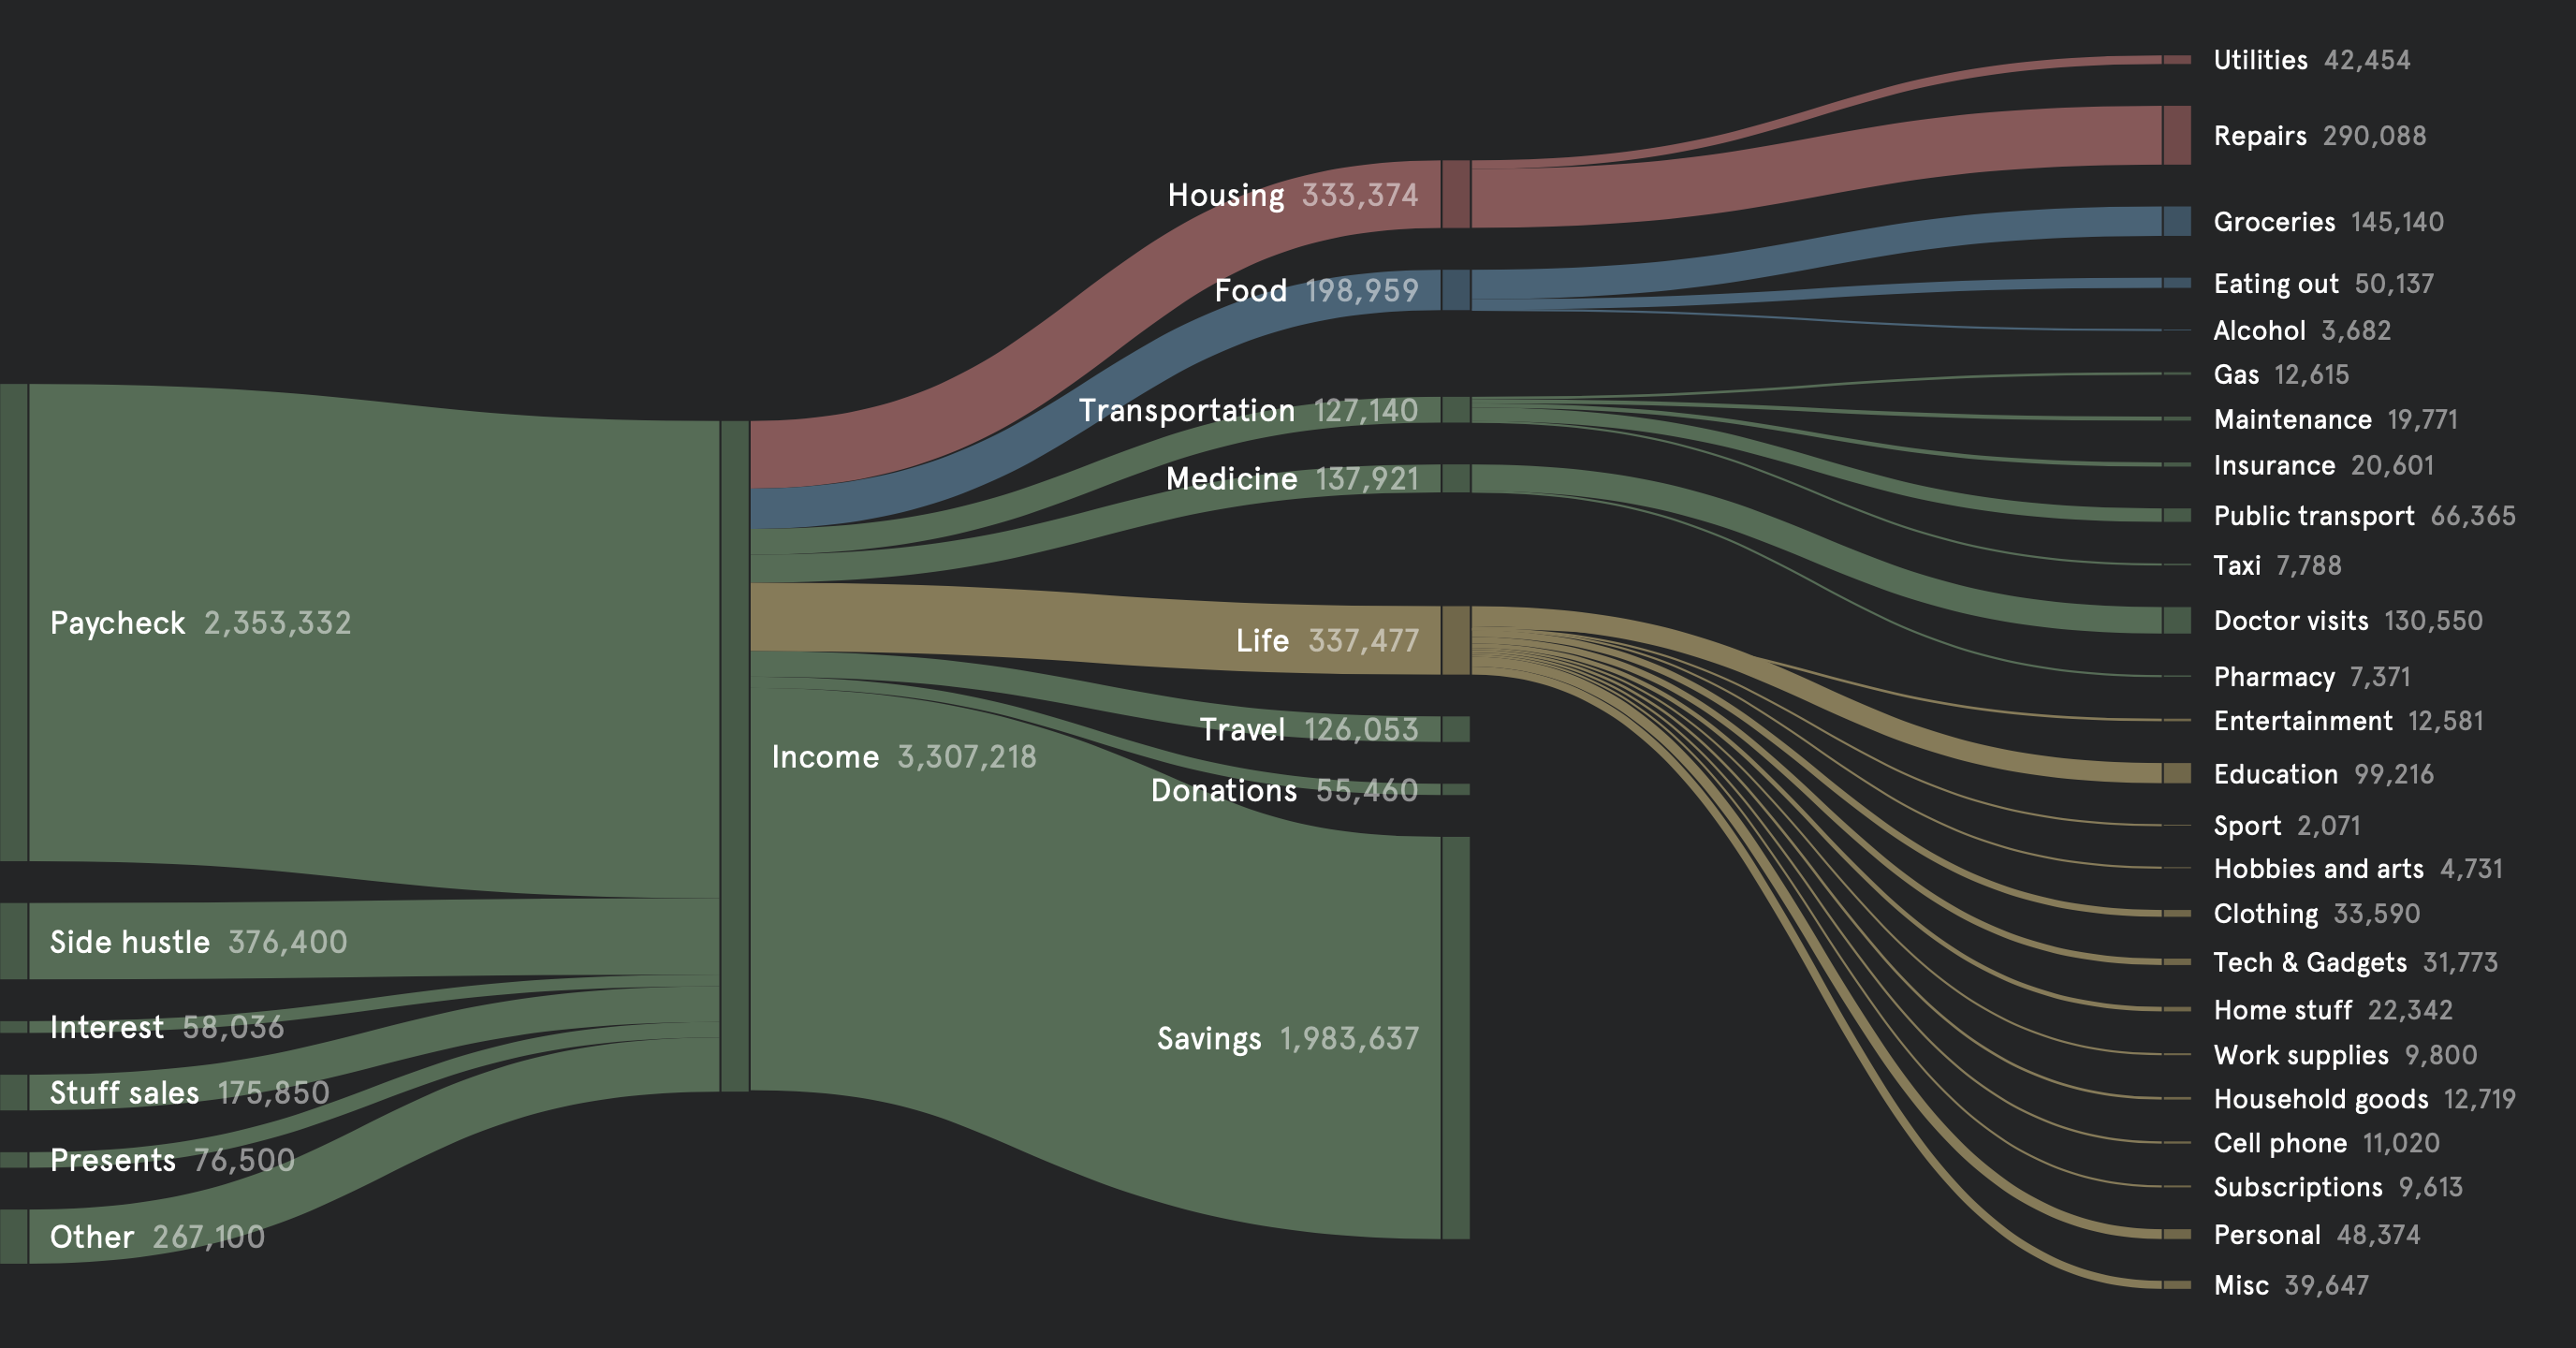 Paycheck 2,353,332
Side hustle 376,400
Interest 58,036
Stuff sales 175,850
Presents 76,500
Other 267,100
Income 3,307,218
Housing 333,374
Food 198,959
Transportation 127,140
Medicine 137,921
Life 337,477
Travel 126,053
Donations 55,460
Savings 1,983,637
Utilities 42,454
Repairs 290,088
Groceries 145,140
Eating out 50,137
Alcohol 3,682
Gas 12,615
Maintenance 19,771
Insurance 20,601
Public transport 66,365
Taxi 7,788
Doctor visits 130,550
Pharmacy 7,371
Entertainment 12,581
Education 99,216
Sport 2,071
Hobbies and arts 4,731
Clothing 33,590
Tech & Gadgets 31,773
Home stuff 22,342
Work supplies 9,800
Household goods 12,719
Cell phone 11,020
Subscriptions 9,613
Personal 48,374
Misc 39,647